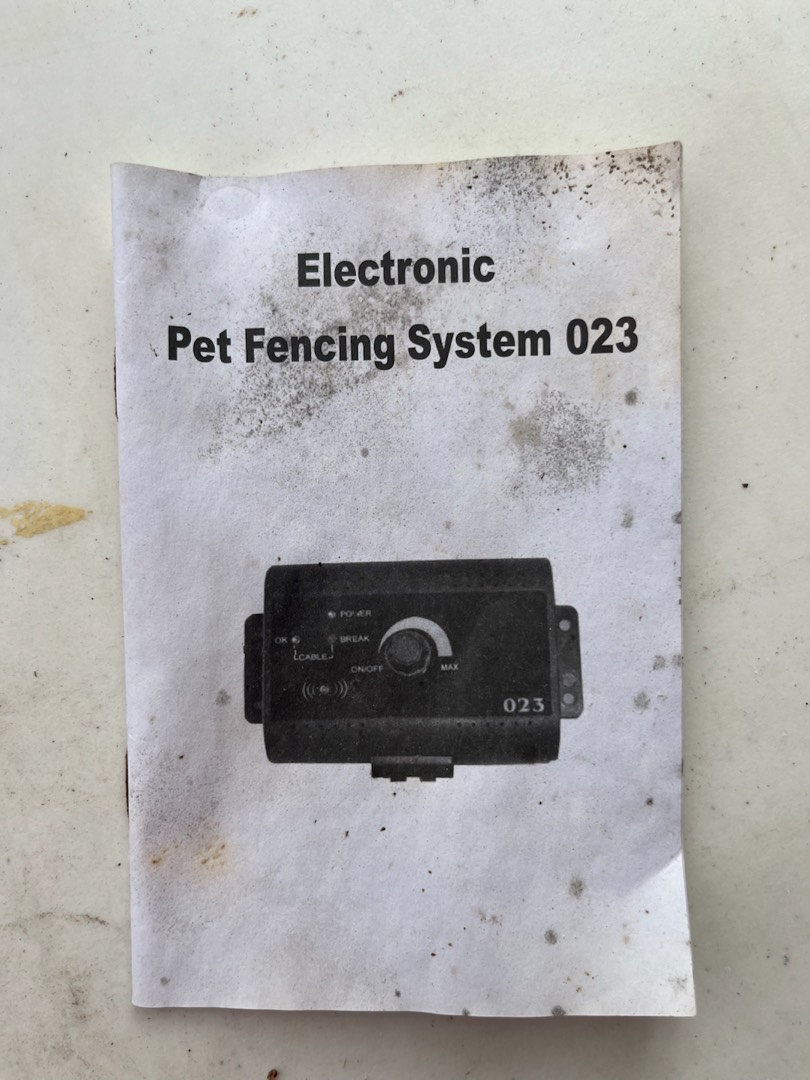 Electronic
Pet Fencing System 023
POWER
OK BREAK
CABLE
ON/OFF MAX
023